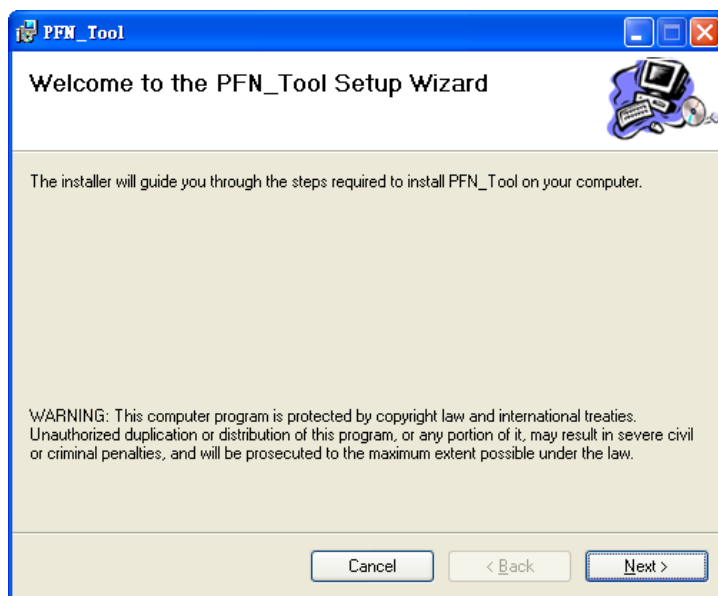 PFN_Tool
Welcome to the PFN_Tool Setup Wizard
The installer will guide you through the steps required to install PFN_Tool on your computer.
WARNING: This computer program is protected by copyright law and international treaties.
Unauthorized duplication or distribution of this program, or any portion of it, may result in severe civil
or criminal penalties, and will be prosecuted to the maximum extent possible under the law.
Cancel
< Back
Next >